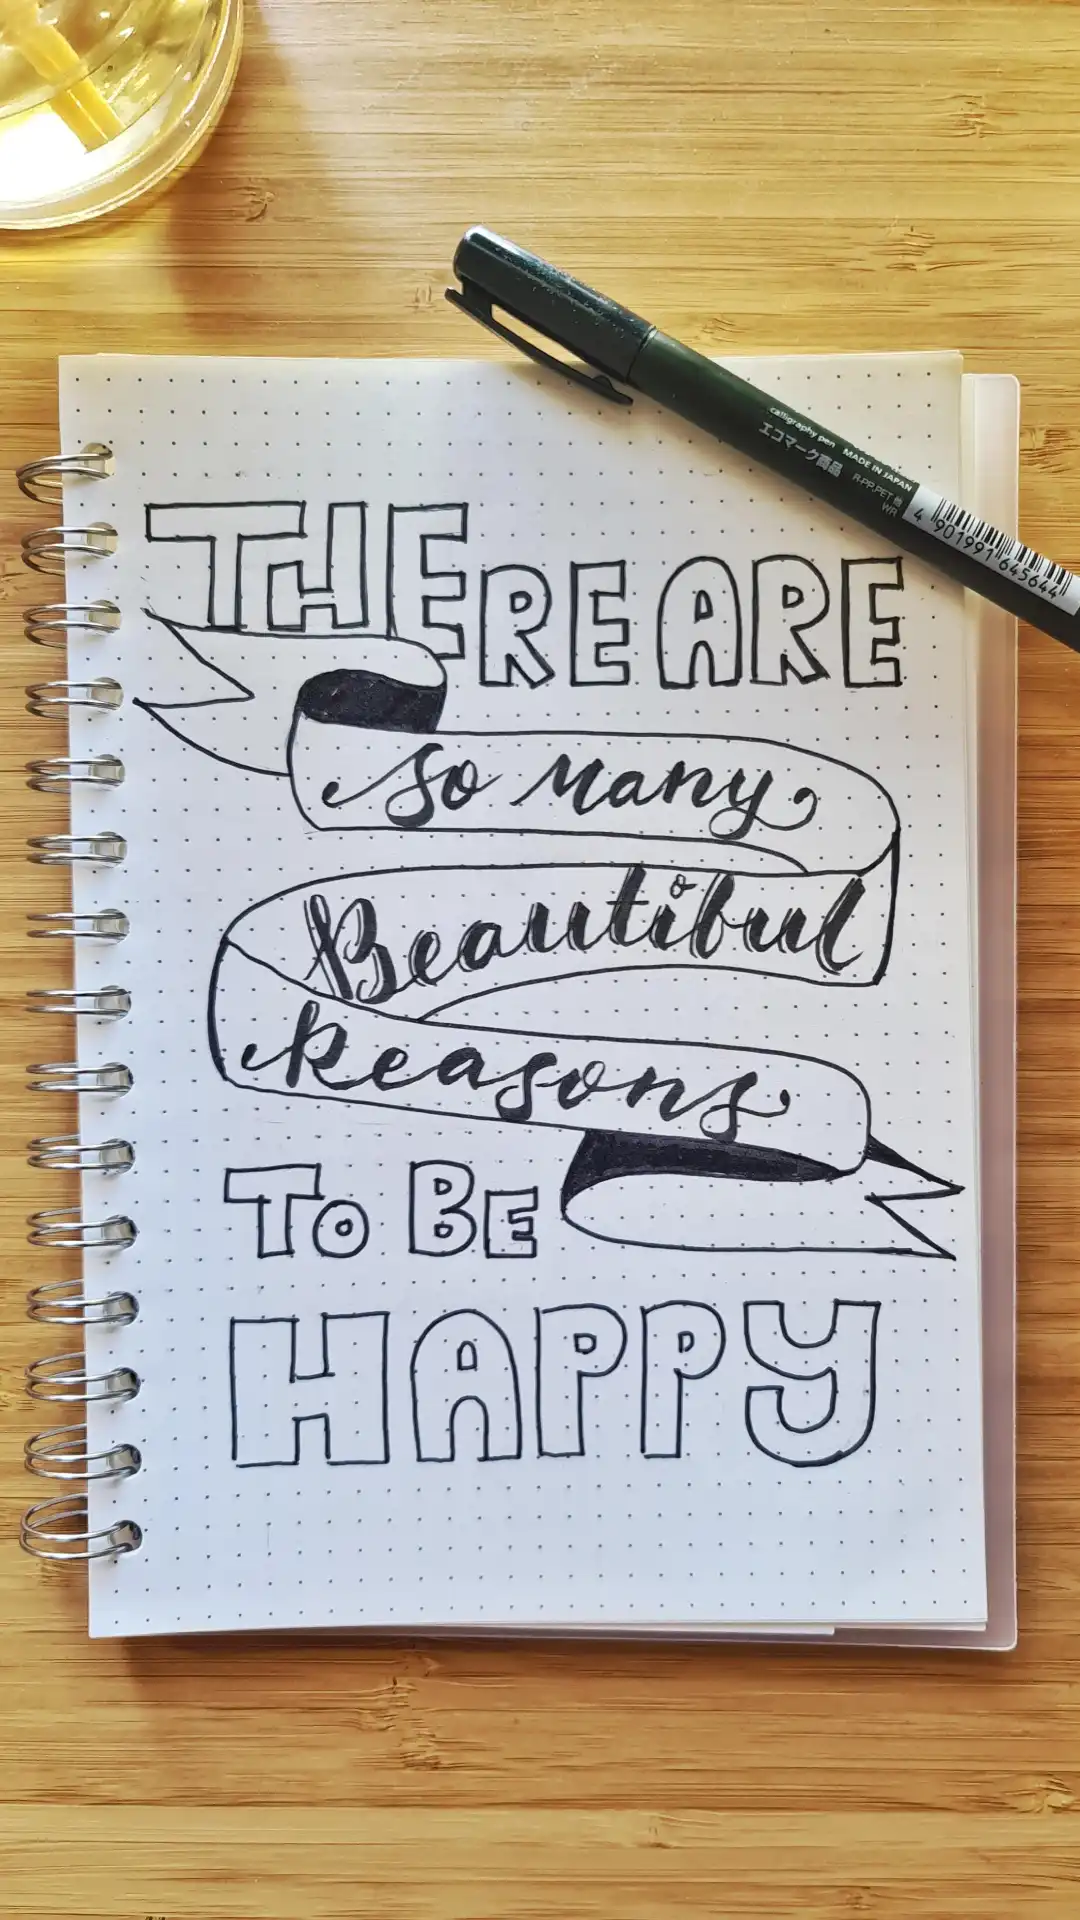 calligraphy pen MADE IN JAPAN
エコマーク商品 R-PP,PET 他
WR
4 901991 645644
THERE ARE
so many
Beautiful
Reasons
To BE
HAPPY